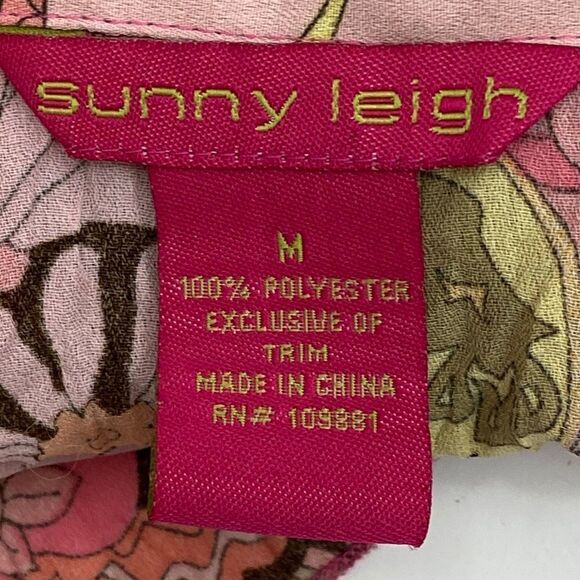 sunny leigh
M
100% POLYESTER
EXCLUSIVE OF
TRIM
MADE IN CHINA
RN# 109881